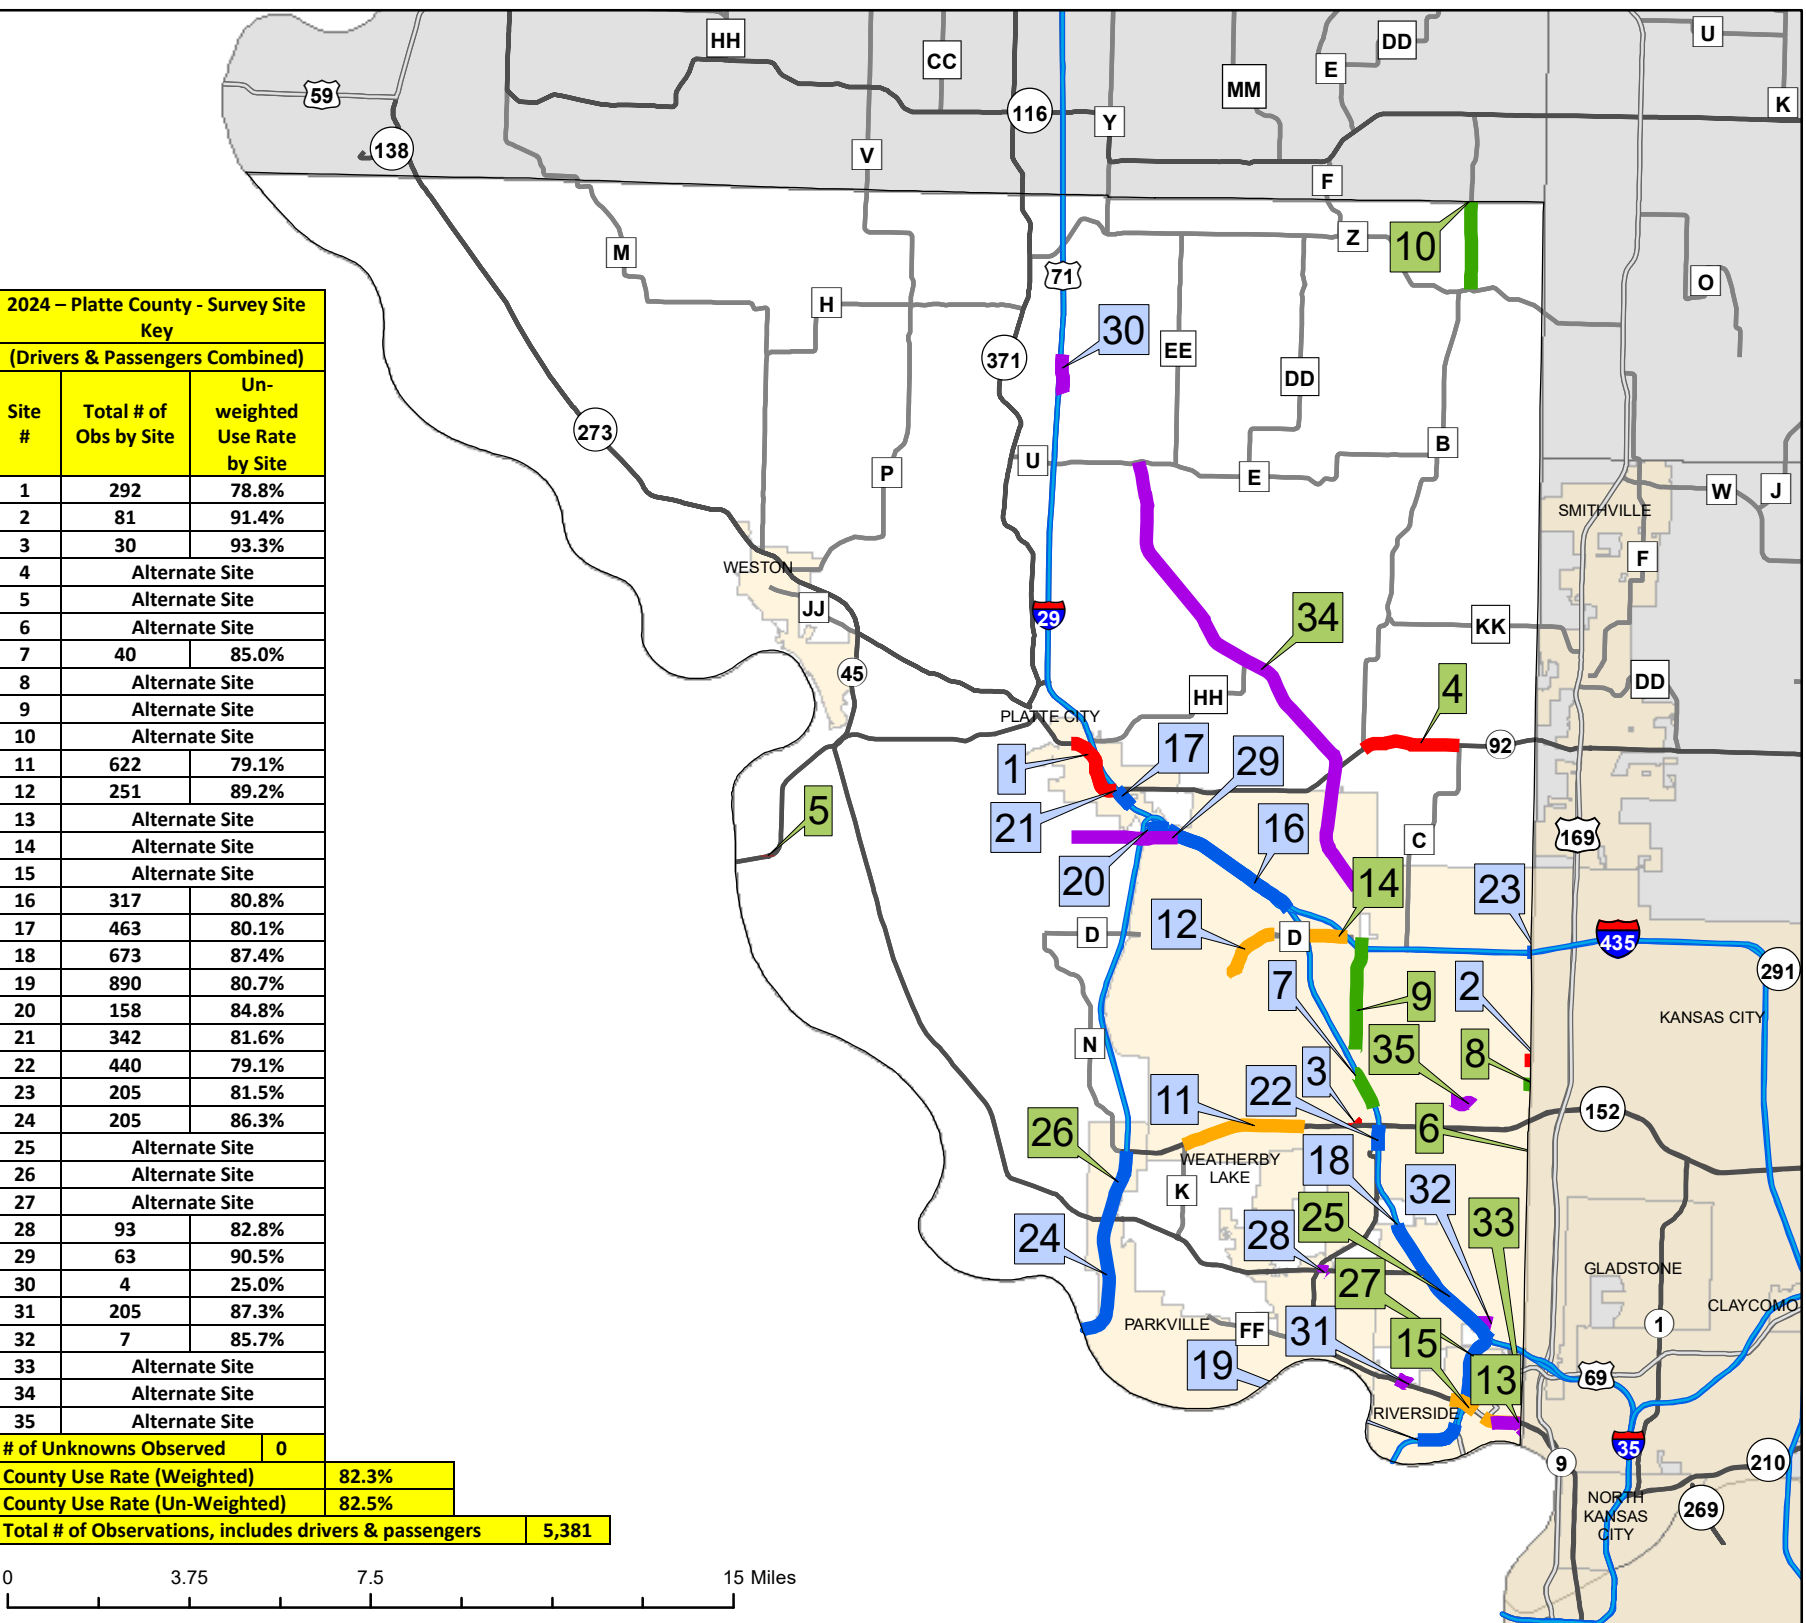 2024 – Platte County - Survey Site
Key
(Drivers & Passengers Combined)
Site # Total # of Obs by Site Un-weighted Use Rate by Site
1 292 78.8%
2 81 91.4%
3 30 93.3%
4 Alternate Site
5 Alternate Site
6 Alternate Site
7 40 85.0%
8 Alternate Site
9 Alternate Site
10 Alternate Site
11 622 79.1%
12 251 89.2%
13 Alternate Site
14 Alternate Site
15 Alternate Site
16 317 80.8%
17 463 80.1%
18 673 87.4%
19 890 80.7%
20 158 84.8%
21 342 81.6%
22 440 79.1%
23 205 81.5%
24 205 86.3%
25 Alternate Site
26 Alternate Site
27 Alternate Site
28 93 82.8%
29 63 90.5%
30 4 25.0%
31 205 87.3%
32 7 85.7%
33 Alternate Site
34 Alternate Site
35 Alternate Site
# of Unknowns Observed 0
County Use Rate (Weighted) 82.3%
County Use Rate (Un-Weighted) 82.5%
Total # of Observations, includes drivers & passengers 5,381
0 3.75 7.5 15 Miles
HH
CC
DD
U
E
MM
K
59
116
Y
138
V
F
M
Z
10
71
O
H
30
371
EE
DD
273
B
U
P
E
W
J
SMITHVILLE
WESTON
F
JJ
29
34
KK
45
HH
DD
4
PLATTE CITY
17
92
1
29
5
21
16
169
C
20
14
23
12
D
D
435
291
7
2
9
KANSAS CITY
N
35
8
3
22
11
152
26
6
WEATHERBY
LAKE
18
K
32
25
33
24
28
GLADSTONE
27
CLAYCOMO
PARKVILLE
FF
31
1
15
19
69
13
RIVERSIDE
35
9
210
NORTH
KANSAS
CITY
269